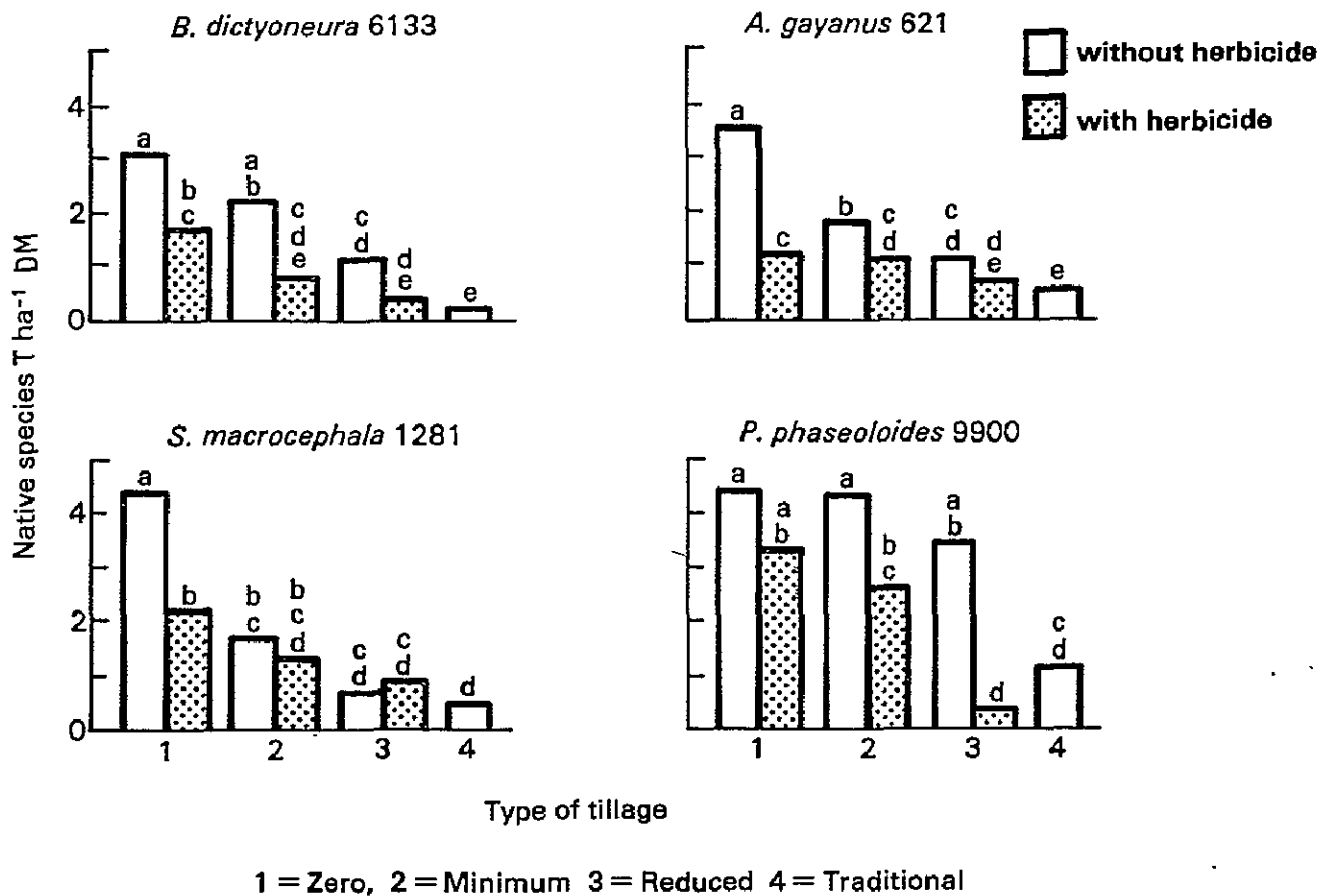 B. dictyoneura 6133
A. gayanus 621
without herbicide
with herbicide
Native species T ha⁻¹ DM
4
2
0
a
b
c
a
b
c
d
e
c
d
d
e
e
a
c
b
c
d
c
d
d
e
e
S. macrocephala 1281
P. phaseoloides 9900
4
2
0
a
b
b
c
b
c
d
c
d
c
d
d
a
a
b
a
b
c
a
b
d
c
d
1 2 3 4
1 2 3 4
Type of tillage
1 = Zero, 2 = Minimum 3 = Reduced 4 = Traditional